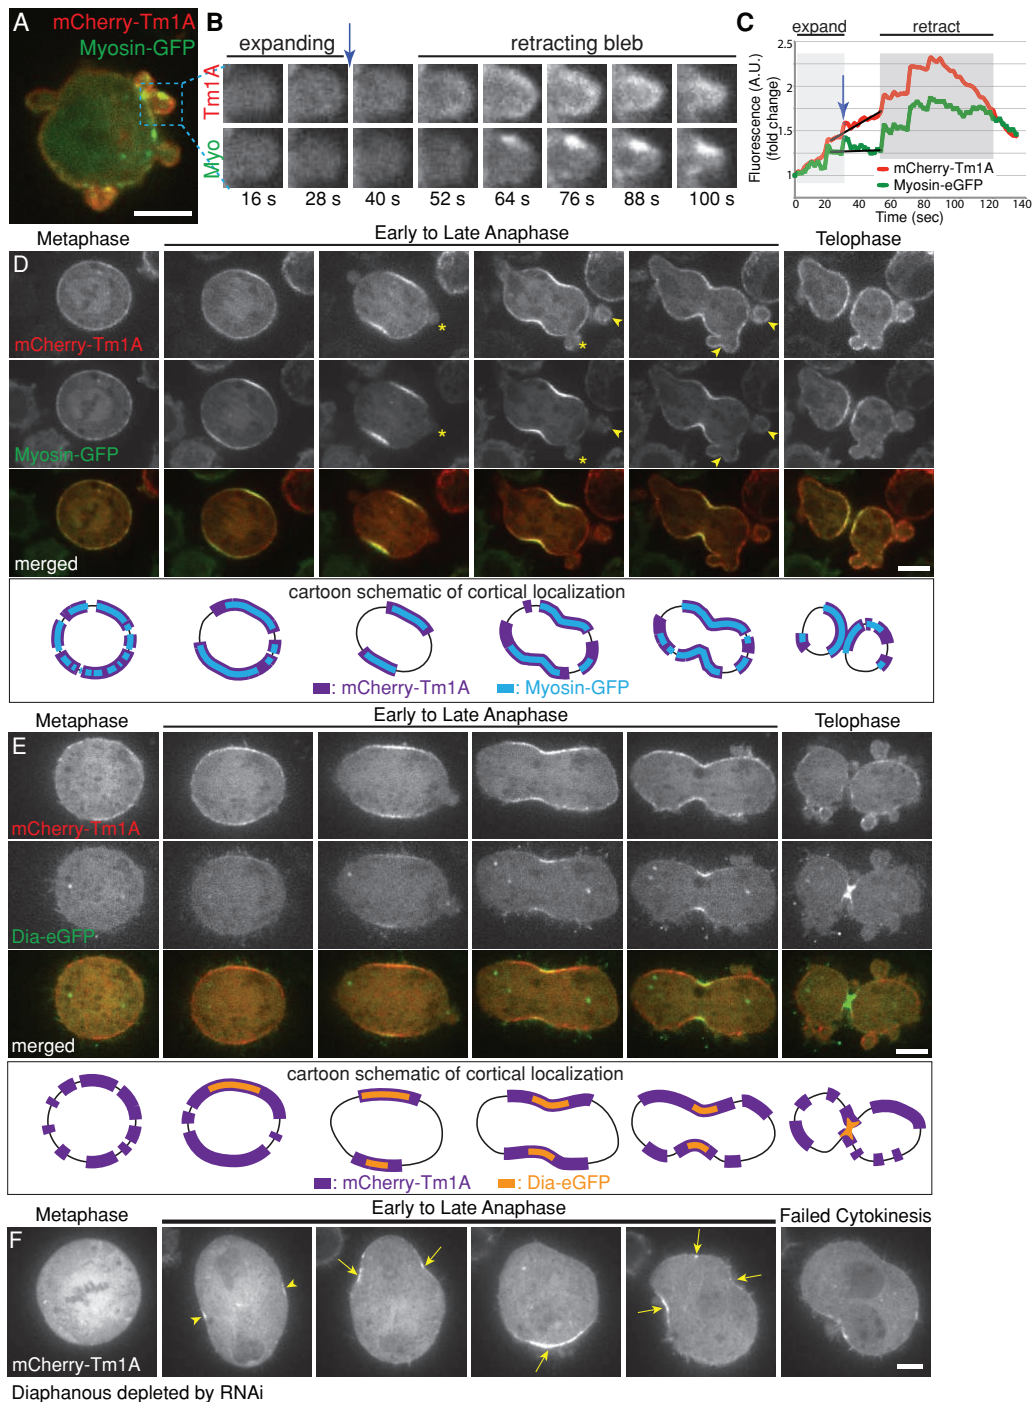 A
mCherry-Tm1A
Myosin-GFP
B
expanding
retracting bleb
Tm1A
Myo
16 s 28 s 40 s 52 s 64 s 76 s 88 s 100 s
C
expand
retract
Fluorescence (A.U.)
(fold change)
2.5
2
1.5
1
mCherry-Tm1A
Myosin-eGFP
0 20 40 60 80 100 120 140
Time (sec)
Metaphase
Early to Late Anaphase
Telophase
D
mCherry-Tm1A
* *
Myosin-GFP
* *
merged
cartoon schematic of cortical localization
: mCherry-Tm1A : Myosin-GFP
Metaphase
Early to Late Anaphase
Telophase
E
mCherry-Tm1A
Dia-eGFP
merged
cartoon schematic of cortical localization
: mCherry-Tm1A : Dia-eGFP
Metaphase
Early to Late Anaphase
Failed Cytokinesis
F
mCherry-Tm1A
Diaphanous depleted by RNAi